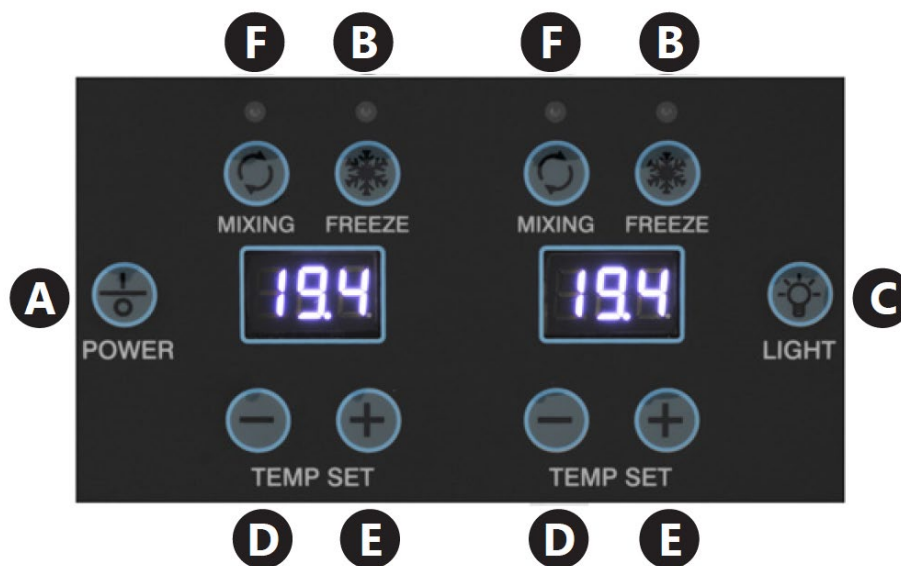 F B F B
MIXING FREEZE MIXING FREEZE
19.4 19.4
A C
POWER LIGHT
− + − +
TEMP SET TEMP SET
D E D E